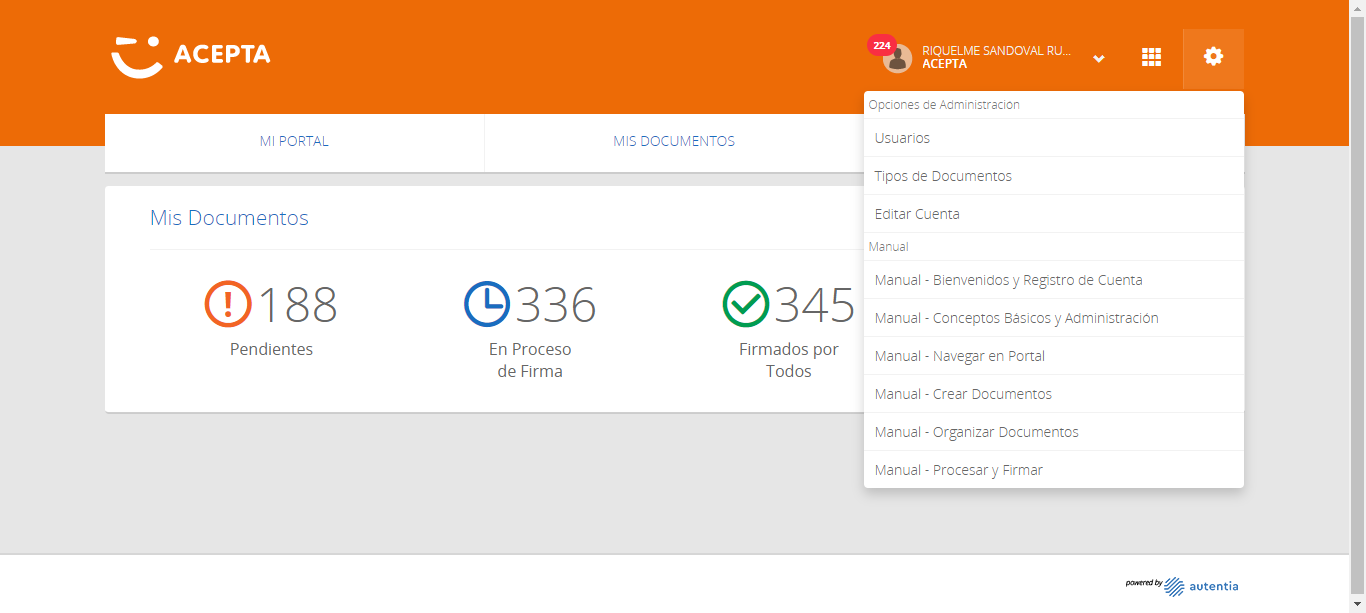 ACEPTA
224
RIQUELME SANDOVAL RU...
ACEPTA
MI PORTAL
MIS DOCUMENTOS
Opciones de Administración
Usuarios
Tipos de Documentos
Editar Cuenta
Manual
Manual - Bienvenidos y Registro de Cuenta
Manual - Conceptos Básicos y Administración
Manual - Navegar en Portal
Manual - Crear Documentos
Manual - Organizar Documentos
Manual - Procesar y Firmar
Mis Documentos
188
Pendientes
336
En Proceso
de Firma
345
Firmados por
Todos
powered by autentia